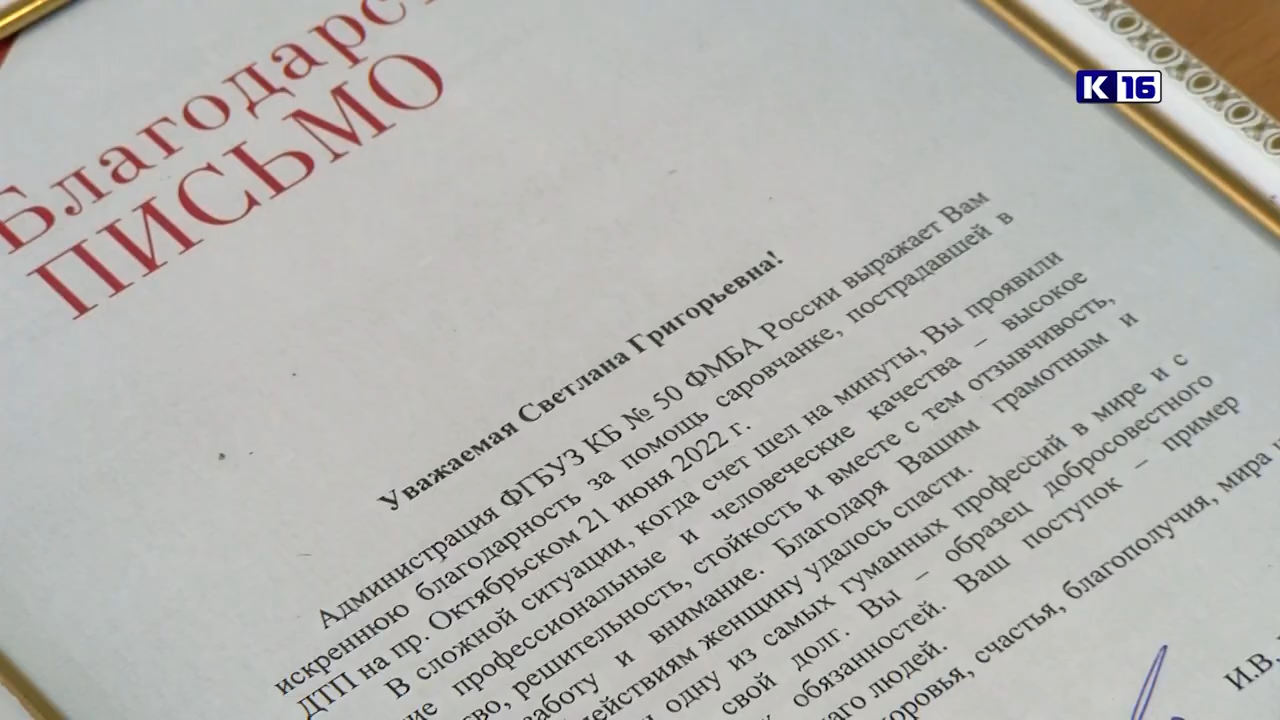 Благодарст
ПИСЬМО
К 16
Уважаемая Светлана Григорьевна!
Администрация ФГБУЗ КБ № 50 ФМБА России выражает Вам
искреннюю благодарность за помощь саровчанке, пострадавшей в
ДТП на пр. Октябрьском 21 июня 2022 г.
В сложной ситуации, когда счет шел на минуты, Вы проявили
профессиональные и человеческие качества – высокое
решительность, стойкость и вместе с тем отзывчивость,
заботу и внимание. Благодаря Вашим грамотным и
действиям женщину удалось спасти.
одну из самых гуманных профессий в мире и с
свой долг. Вы – образец добросовестного
обязанностей. Ваш поступок – пример
людей.
счастья, благополучия, мира
И.В.